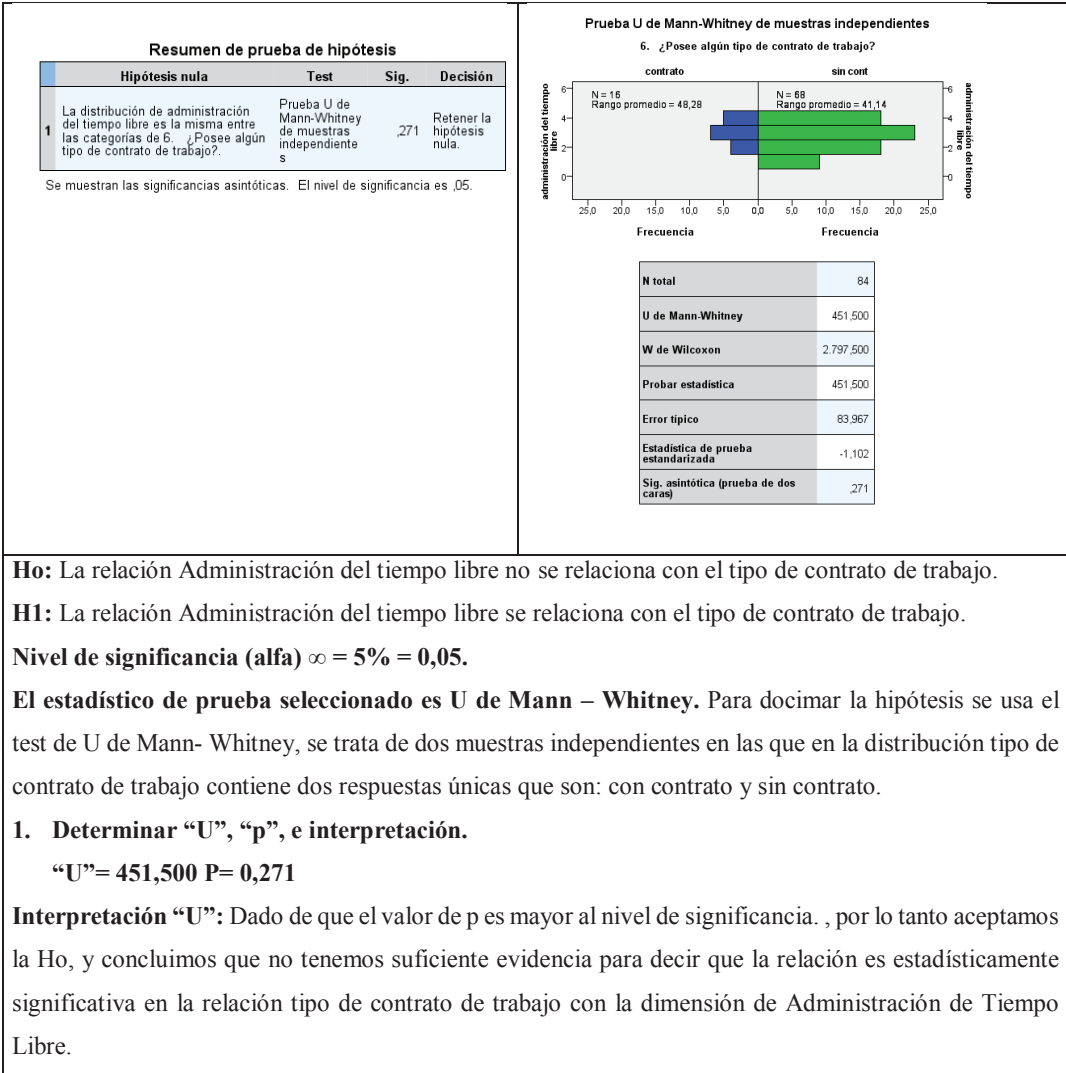 Resumen de prueba de hipótesis
Hipótesis nula Test Sig. Decisión
1 La distribución de administración del tiempo libre es la misma entre las categorías de 6. ¿Posee algún tipo de contrato de trabajo?. Prueba U de Mann-Whitney de muestras independientes ,271 Retener la hipótesis nula.
Se muestran las significancias asintóticas. El nivel de significancia es ,05.
Prueba U de Mann-Whitney de muestras independientes
6. ¿Posee algún tipo de contrato de trabajo?
contrato sin cont
N = 16 N = 68
Rango promedio = 48,28 Rango promedio = 41,14
administración del tiempo libre
6 4 2 0
6 4 2 0
administración del tiempo libre
25,0 20,0 15,0 10,0 5,0 0,0 5,0 10,0 15,0 20,0 25,0
Frecuencia Frecuencia
N total 84
U de Mann-Whitney 451,500
W de Wilcoxon 2.797,500
Probar estadística 451,500
Error típico 83,967
Estadística de prueba estandarizada -1,102
Sig. asintótica (prueba de dos caras) ,271
Ho: La relación Administración del tiempo libre no se relaciona con el tipo de contrato de trabajo.
H1: La relación Administración del tiempo libre se relaciona con el tipo de contrato de trabajo.
Nivel de significancia (alfa) ∞ = 5% = 0,05.
El estadístico de prueba seleccionado es U de Mann – Whitney. Para docimar la hipótesis se usa el
test de U de Mann- Whitney, se trata de dos muestras independientes en las que en la distribución tipo de
contrato de trabajo contiene dos respuestas únicas que son: con contrato y sin contrato.
1. Determinar “U”, “p”, e interpretación.
“U”= 451,500 P= 0,271
Interpretación “U”: Dado de que el valor de p es mayor al nivel de significancia. , por lo tanto aceptamos
la Ho, y concluimos que no tenemos suficiente evidencia para decir que la relación es estadísticamente
significativa en la relación tipo de contrato de trabajo con la dimensión de Administración de Tiempo
Libre.